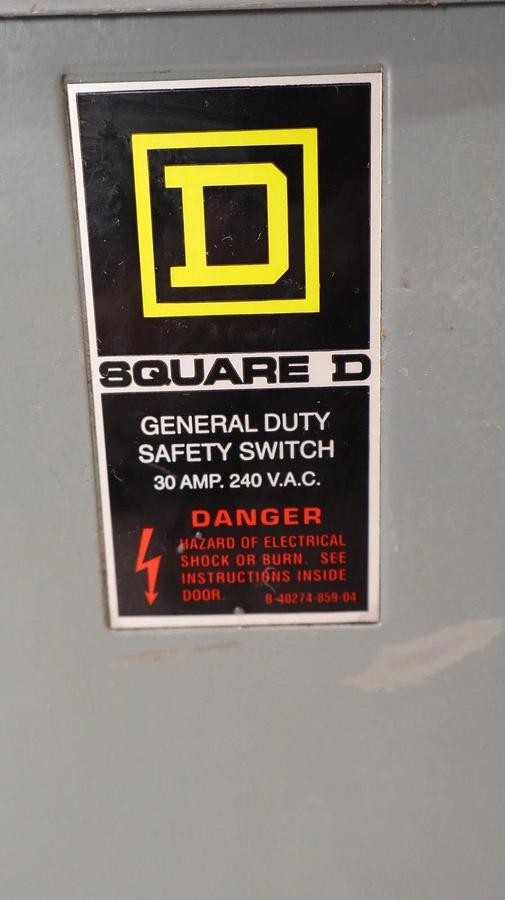 D
SQUARE D
GENERAL DUTY
SAFETY SWITCH
30 AMP. 240 V.A.C.
DANGER
HAZARD OF ELECTRICAL
SHOCK OR BURN. SEE
INSTRUCTIONS INSIDE
DOOR. B-40274-859-04